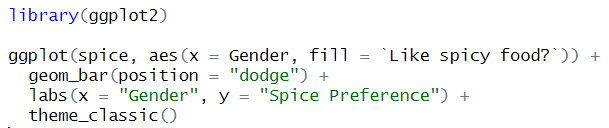 library(ggplot2)
ggplot(spice, aes(x = Gender, fill = `Like spicy food?`)) +
  geom_bar(position = "dodge") +
  labs(x = "Gender", y = "Spice Preference") +
  theme_classic()